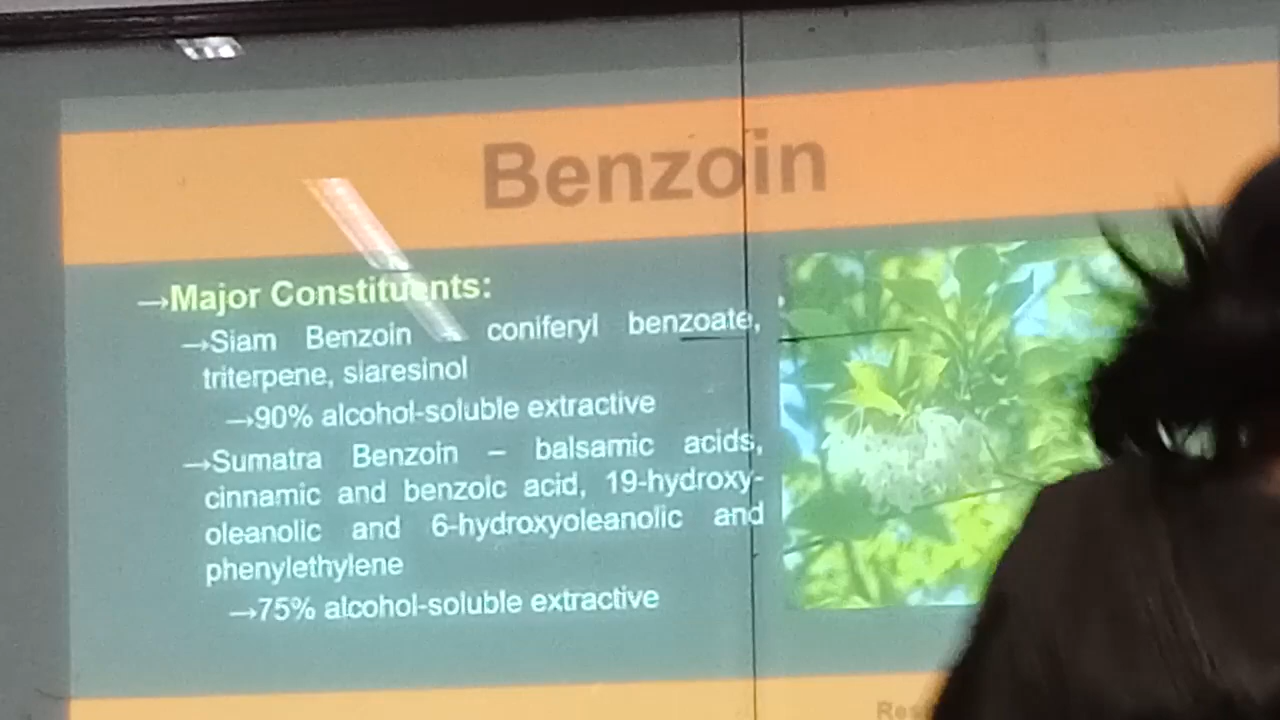 Benzoin
→Major Constituents:
→Siam Benzoin coniferyl benzoate,
triterpene, siaresinol
→90% alcohol-soluble extractive
→Sumatra Benzoin – balsamic acids,
cinnamic and benzoic acid, 19-hydroxy-
oleanolic and 6-hydroxyoleanolic and
phenylethylene
→75% alcohol-soluble extractive